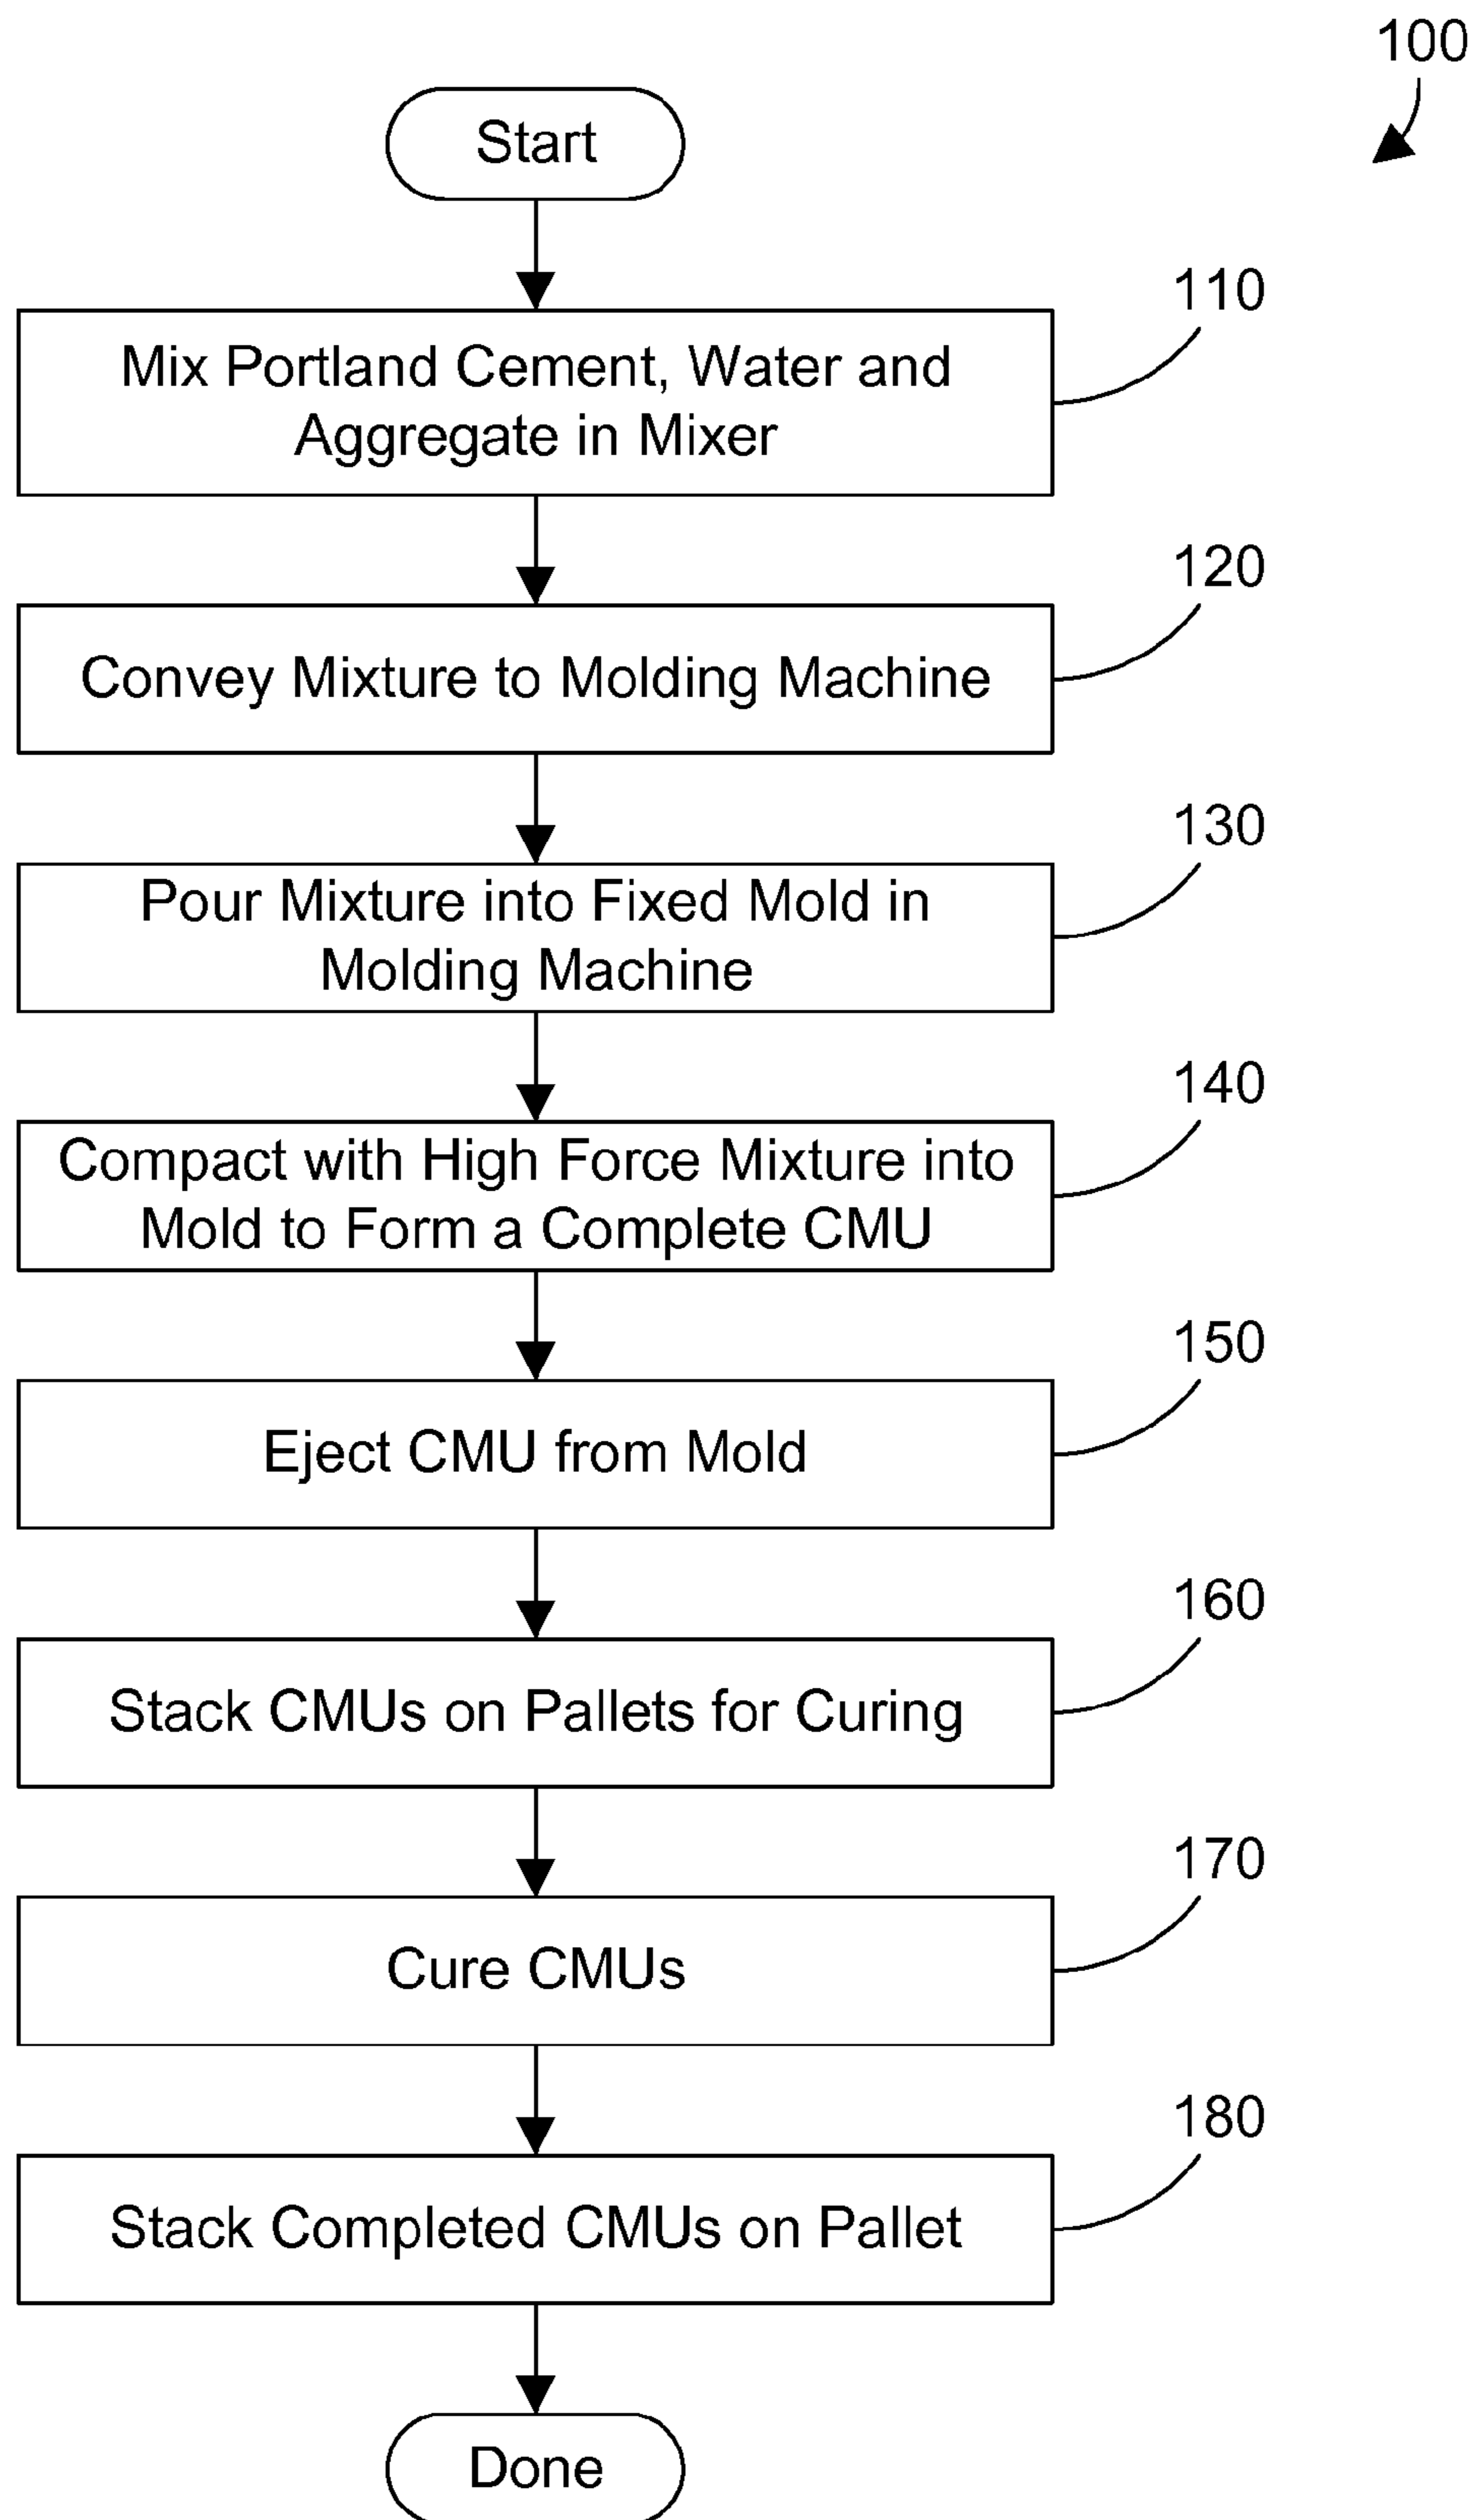 100
Start
110
Mix Portland Cement, Water and
Aggregate in Mixer
120
Convey Mixture to Molding Machine
130
Pour Mixture into Fixed Mold in
Molding Machine
140
Compact with High Force Mixture into
Mold to Form a Complete CMU
150
Eject CMU from Mold
160
Stack CMUs on Pallets for Curing
170
Cure CMUs
180
Stack Completed CMUs on Pallet
Done